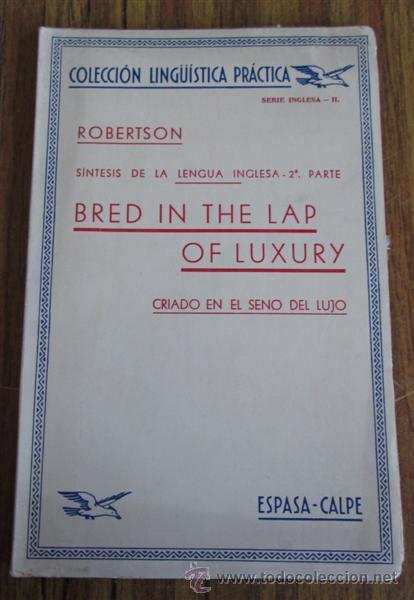 COLECCIÓN LINGÜÍSTICA PRÁCTICA
SERIE INGLESA - II.
ROBERTSON
SÍNTESIS DE LA LENGUA INGLESA - 2ª. PARTE
BRED IN THE LAP
OF LUXURY
CRIADO EN EL SENO DEL LUJO
ESPASA-CALPE
© www.todocoleccion.net